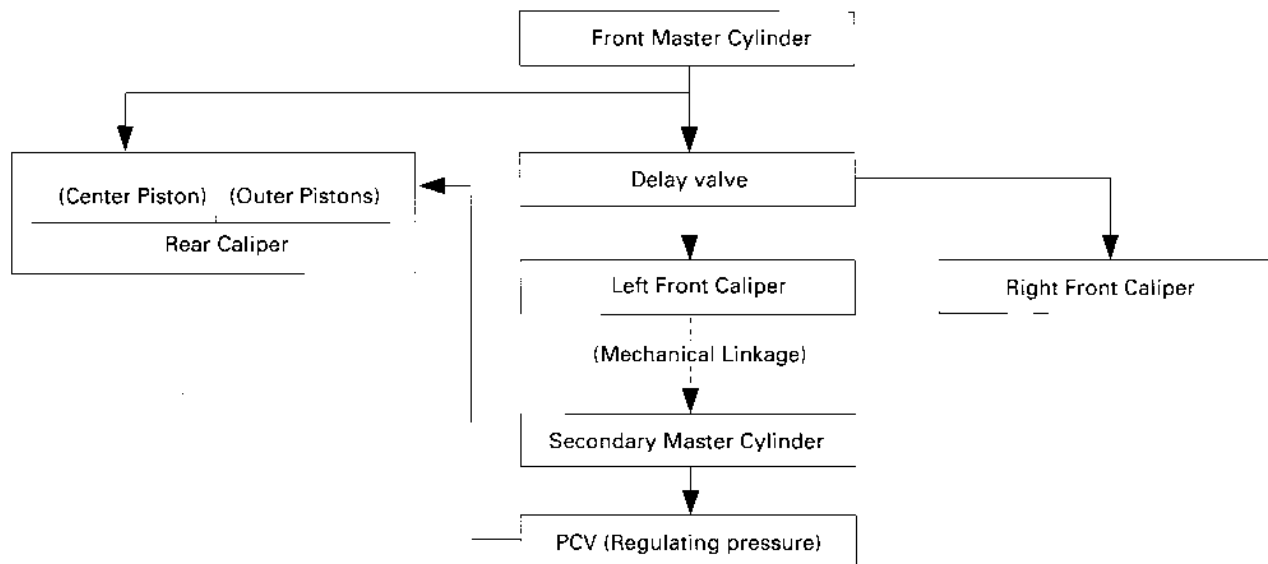 Front Master Cylinder
(Center Piston) (Outer Pistons)
Rear Caliper
Delay valve
Left Front Caliper
Right Front Caliper
(Mechanical Linkage)
Secondary Master Cylinder
PCV (Regulating pressure)